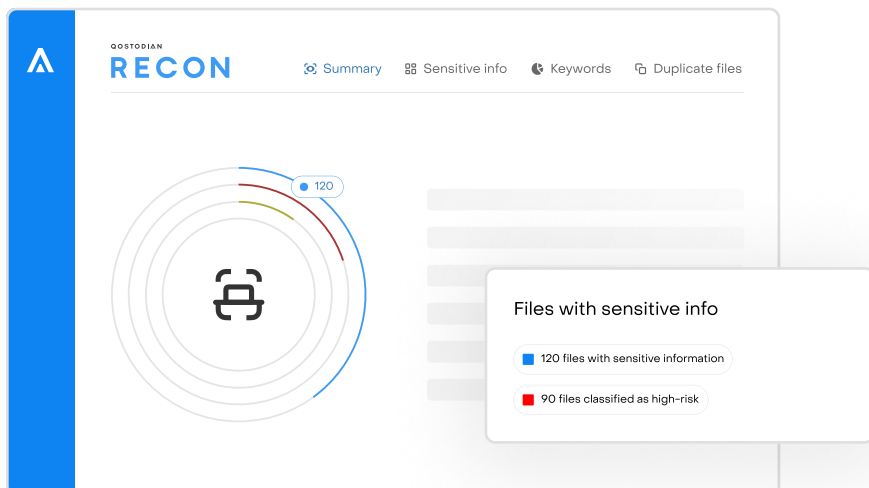 QOSTODIAN
RECON
Summary
Sensitive info
Keywords
Duplicate files
120
Files with sensitive info
120 files with sensitive information
90 files classified as high-risk